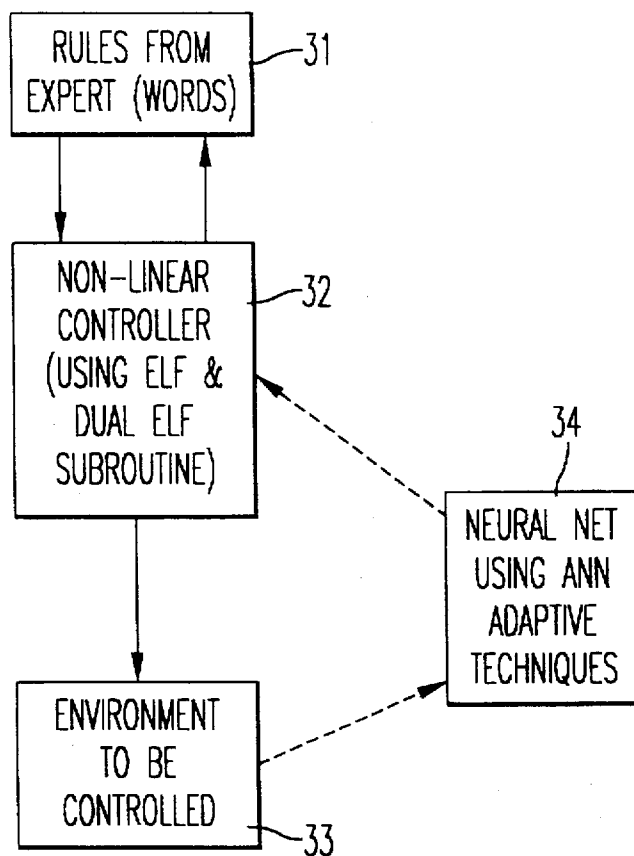 RULES FROM
EXPERT (WORDS)
31
NON-LINEAR
CONTROLLER
(USING ELF &
DUAL ELF
SUBROUTINE)
32
34
NEURAL NET
USING ANN
ADAPTIVE
TECHNIQUES
ENVIRONMENT
TO BE
CONTROLLED
33